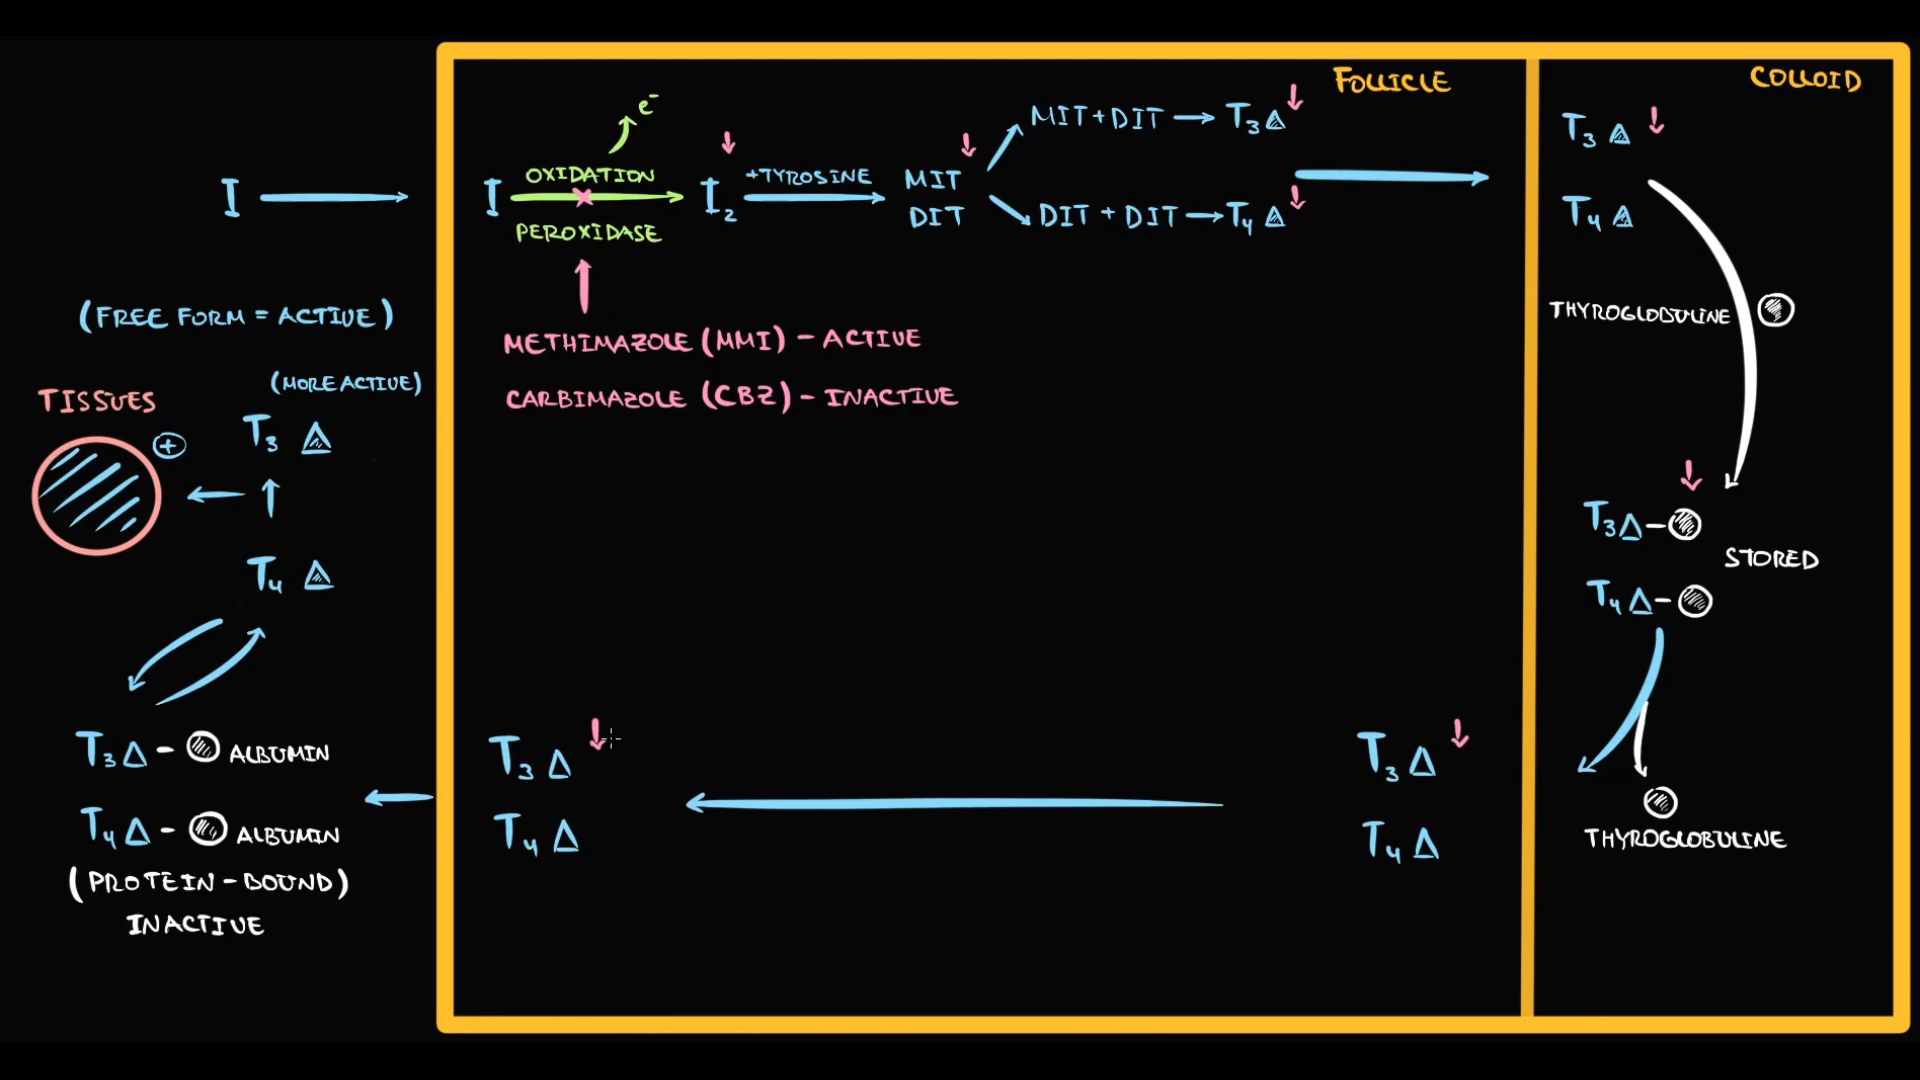 FOLLICLE
COLLOID
e⁻
MIT+DIT → T₃ ↓
T₃ ↓
I → I OXIDATION I₂ ↓ +TYROSINE MIT ↓
PEROXIDASE
DIT
DIT + DIT → T₄ ↓
T₄
(FREE FORM = ACTIVE)
THYROGLOBULINE
METHIMAZOLE (MMI) - ACTIVE
CARBIMAZOLE (CBZ) - INACTIVE
(MORE ACTIVE)
TISSUES
+
T₃
T₄
T₃ Δ -
STORED
T₄ Δ -
T₃ Δ - ALBUMIN
T₄ Δ - ALBUMIN
(PROTEIN-BOUND)
INACTIVE
T₃ Δ ↓
T₄ Δ
T₃ Δ ↓
T₄ Δ
THYROGLOBULINE